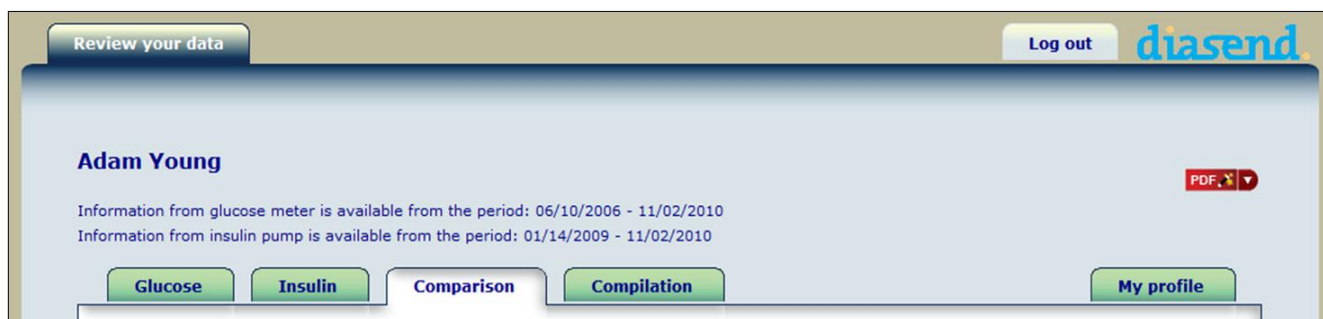 Review your data
Log out
diasend.
Adam Young
PDF
Information from glucose meter is available from the period: 06/10/2006 - 11/02/2010
Information from insulin pump is available from the period: 01/14/2009 - 11/02/2010
Glucose
Insulin
Comparison
Compilation
My profile